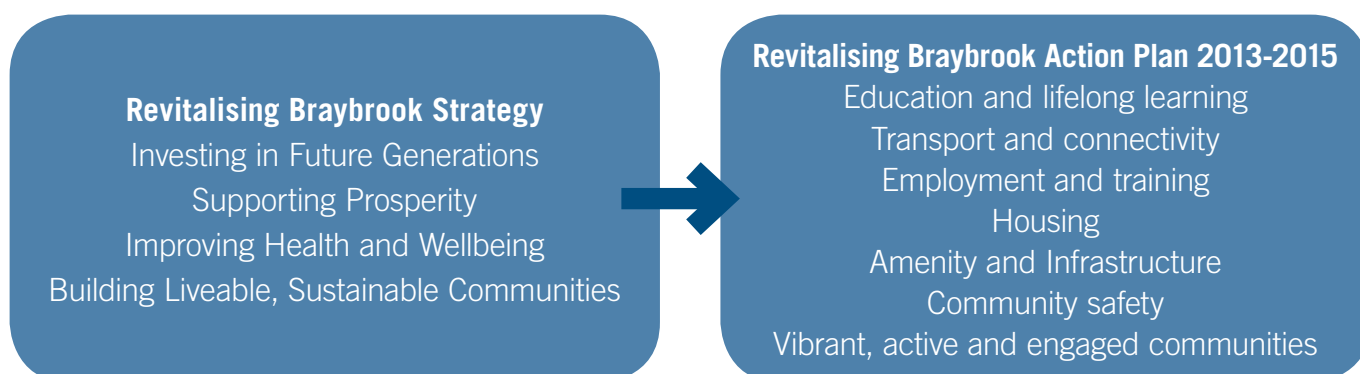 Revitalising Braybrook Strategy
Investing in Future Generations
Supporting Prosperity
Improving Health and Wellbeing
Building Liveable, Sustainable Communities
Revitalising Braybrook Action Plan 2013-2015
Education and lifelong learning
Transport and connectivity
Employment and training
Housing
Amenity and Infrastructure
Community safety
Vibrant, active and engaged communities